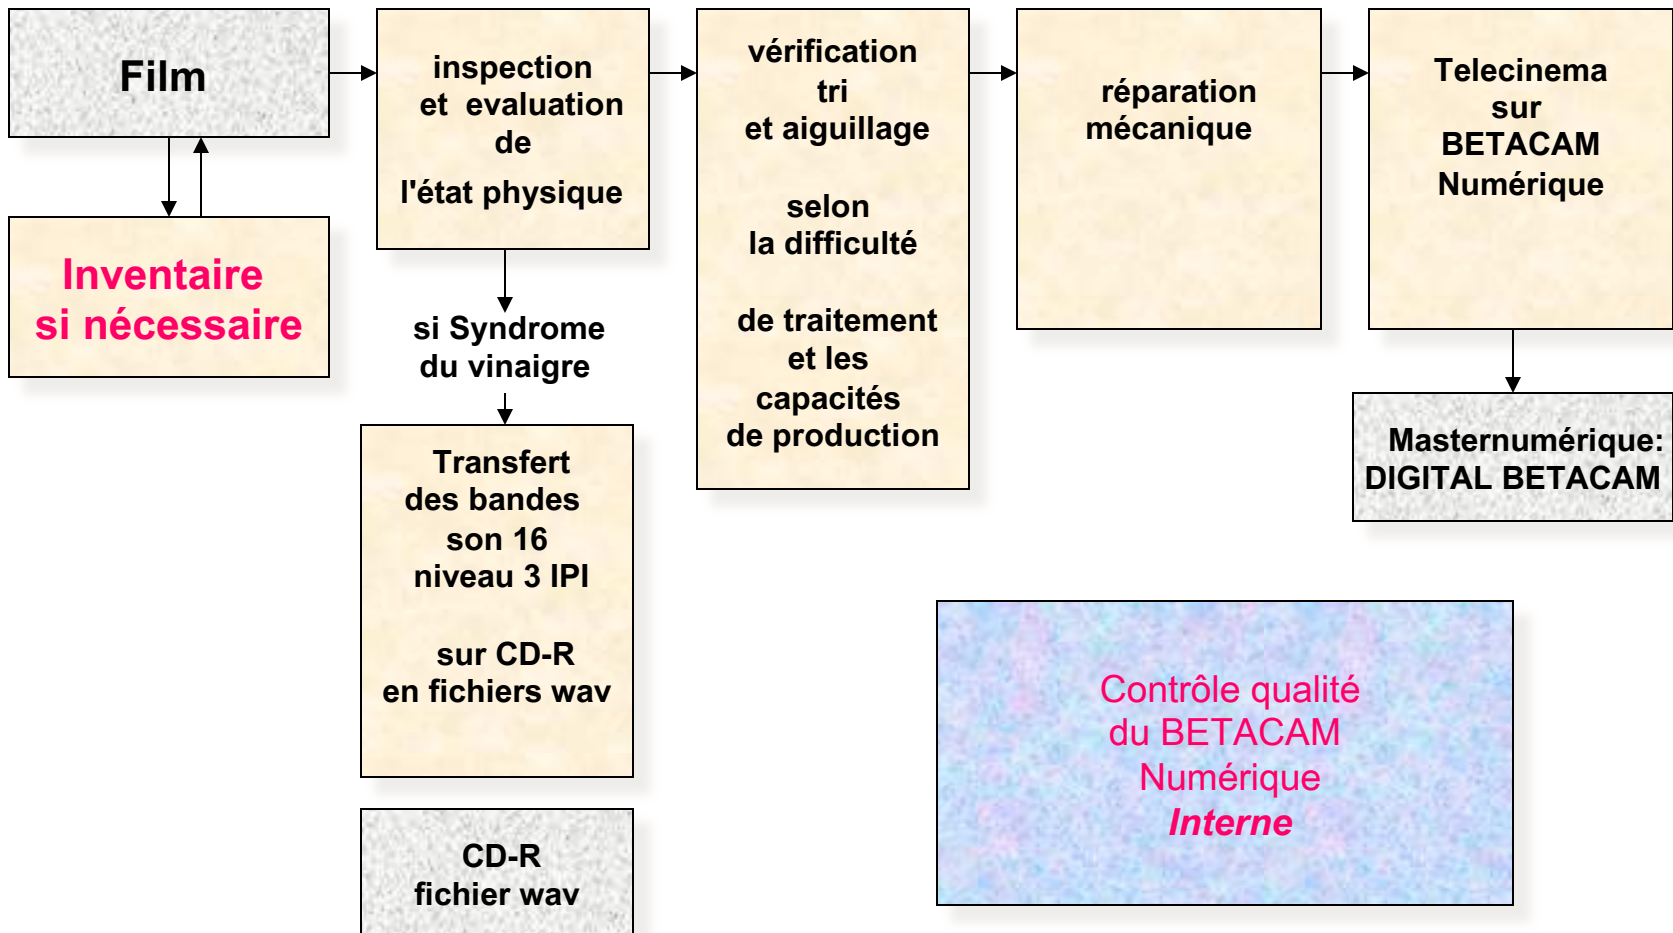 Film
Inventaire
si nécessaire
inspection
et evaluation
de
l'état physique
si Syndrome
du vinaigre
Transfert
des bandes
son 16
niveau 3 IPI
sur CD-R
en fichiers wav
CD-R
fichier wav
vérification
tri
et aiguillage
selon
la difficulté
de traitement
et les
capacités
de production
réparation
mécanique
Telecinema
sur
BETACAM
Numérique
Masternumérique:
DIGITAL BETACAM
Contrôle qualité
du BETACAM
Numérique
Interne